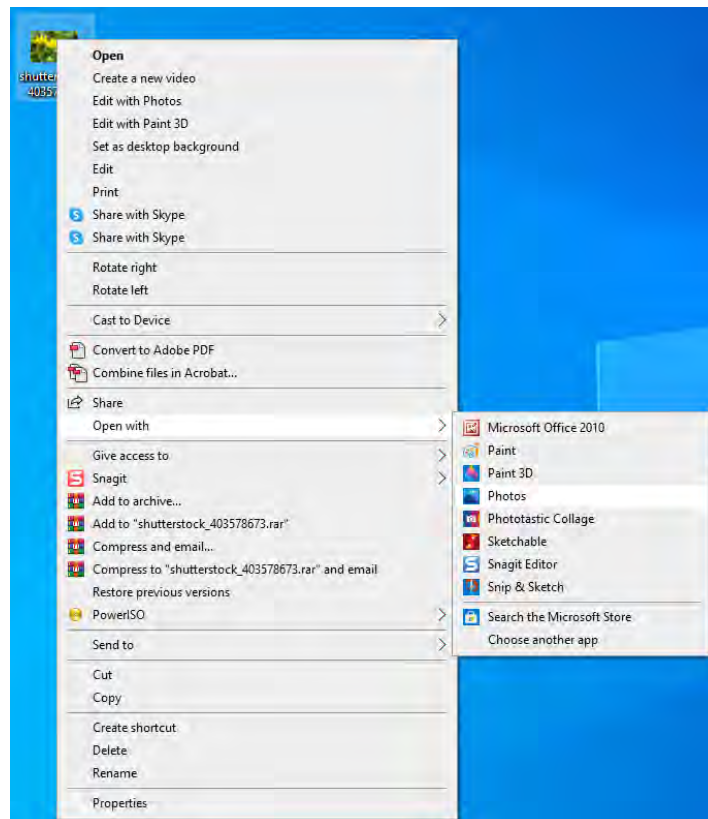 shutte
40357
Open
Create a new video
Edit with Photos
Edit with Paint 3D
Set as desktop background
Edit
Print
Share with Skype
Share with Skype
Rotate right
Rotate left
Cast to Device
Convert to Adobe PDF
Combine files in Acrobat...
Share
Open with
Give access to
Snagit
Add to archive...
Add to "shutterstock_403578673.rar"
Compress and email...
Compress to "shutterstock_403578673.rar" and email
Restore previous versions
PowerISO
Send to
Cut
Copy
Create shortcut
Delete
Rename
Properties
Microsoft Office 2010
Paint
Paint 3D
Photos
Phototastic Collage
Sketchable
Snagit Editor
Snip & Sketch
Search the Microsoft Store
Choose another app